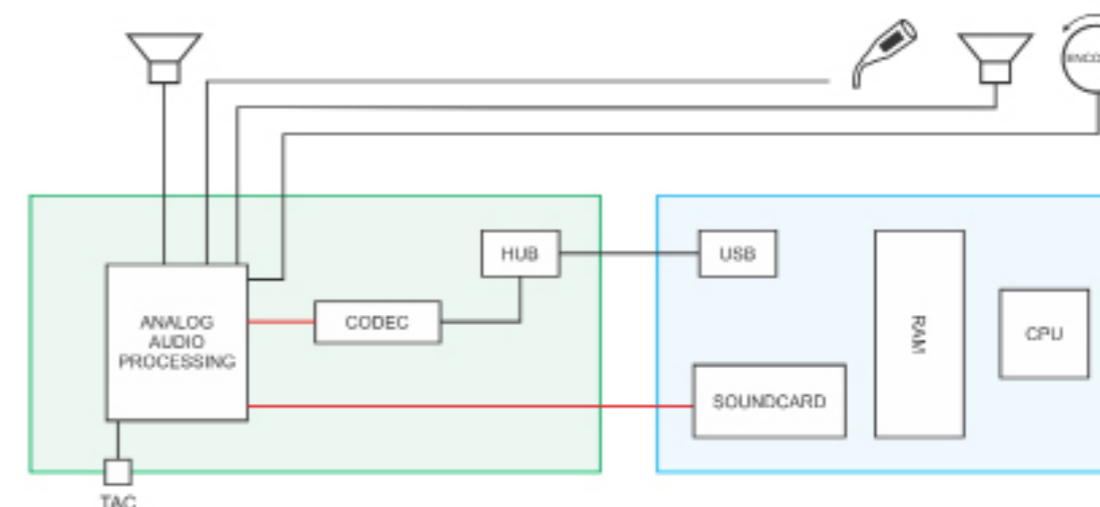 HUB
USB
ANALOG
AUDIO
PROCESSING
CODEC
RAM
CPU
SOUNDCARD
TAC